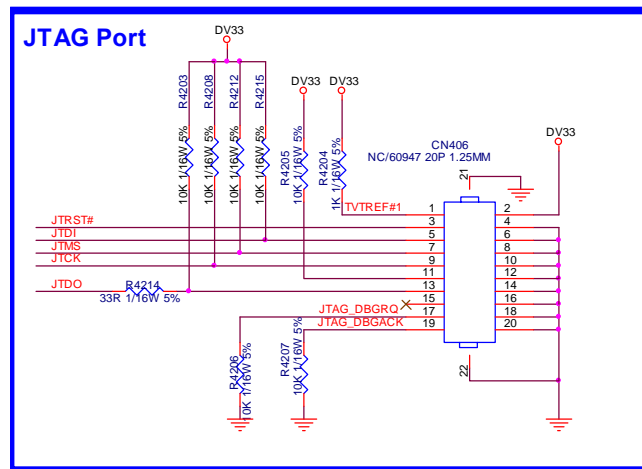 JTAG Port
DV33
DV33
DV33
DV33
R4203
R4208
R4212
R4215
10K 1/16W 5%
10K 1/16W 5%
10K 1/16W 5%
10K 1/16W 5%
R4205
10K 1/16W 5%
R4204
1K 1/16W 5%
CN406
NC/60947 20P 1.25MM
21
TVTREF#1
1
2
JTRST#
3
4
JTDI
5
6
JTMS
7
8
JTCK
9
10
11
12
JTDO
R4214
33R 1/16W 5%
13
14
15
16
JTAG_DBGRQ
17
18
JTAG_DBGACK
19
20
R4206
10K 1/16W 5%
R4207
10K 1/16W 5%
22